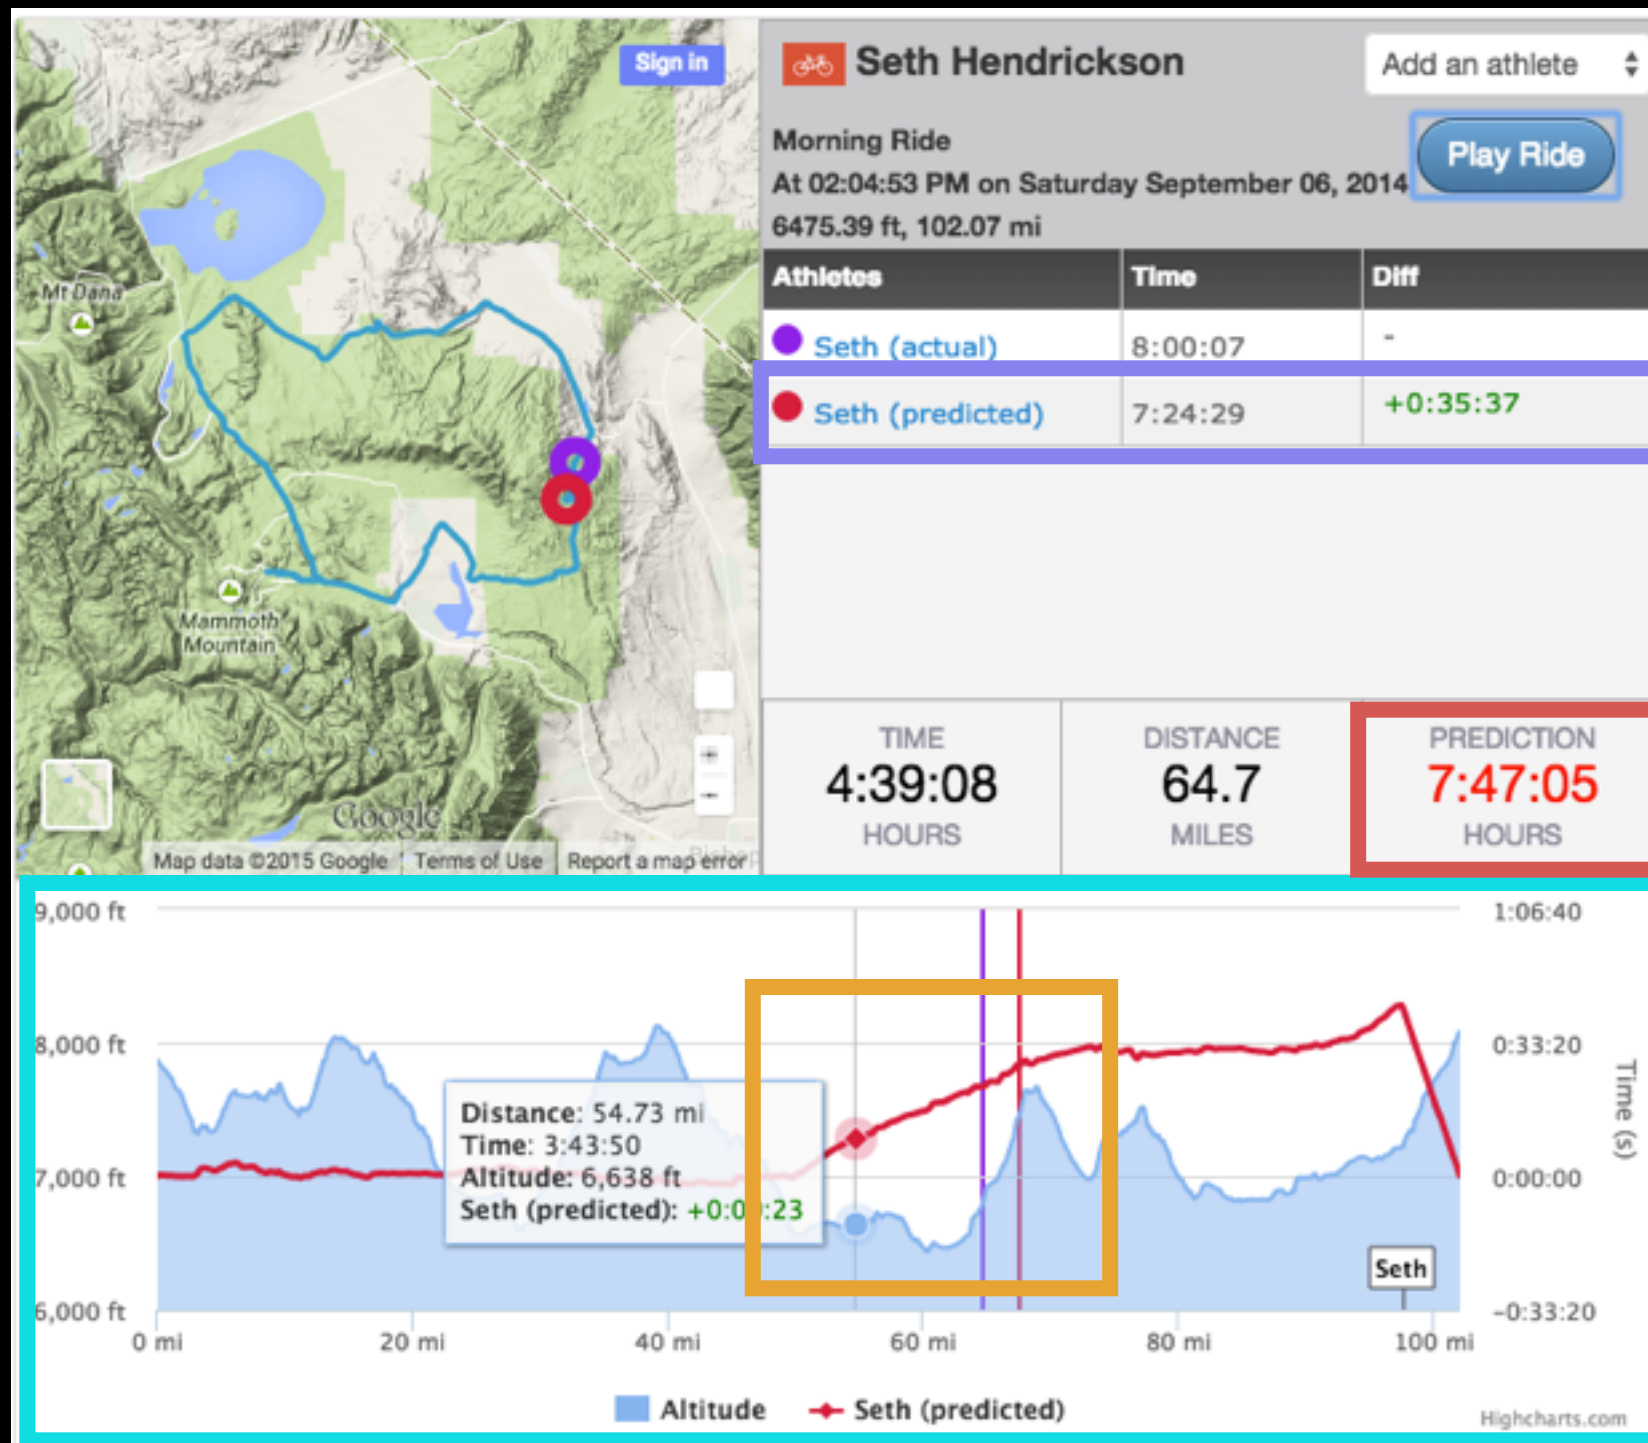 Sign in
Mt Dana
Mammoth
Mountain
Google
Map data ©2015 Google
Terms of Use
Report a map error
Seth Hendrickson
Add an athlete
Morning Ride
At 02:04:53 PM on Saturday September 06, 2014
6475.39 ft, 102.07 mi
Play Ride
Athletes Time Diff
Seth (actual) 8:00:07 -
Seth (predicted) 7:24:29 +0:35:37
TIME DISTANCE PREDICTION
4:39:08 64.7 7:47:05
HOURS MILES HOURS
9,000 ft 1:06:40
8,000 ft 0:33:20
7,000 ft 0:00:00
6,000 ft -0:33:20
Time (s)
Distance: 54.73 mi
Time: 3:43:50
Altitude: 6,638 ft
Seth (predicted):
Seth
0 mi 20 mi 40 mi 60 mi 80 mi 100 mi
Altitude Seth (predicted)
Highcharts.com